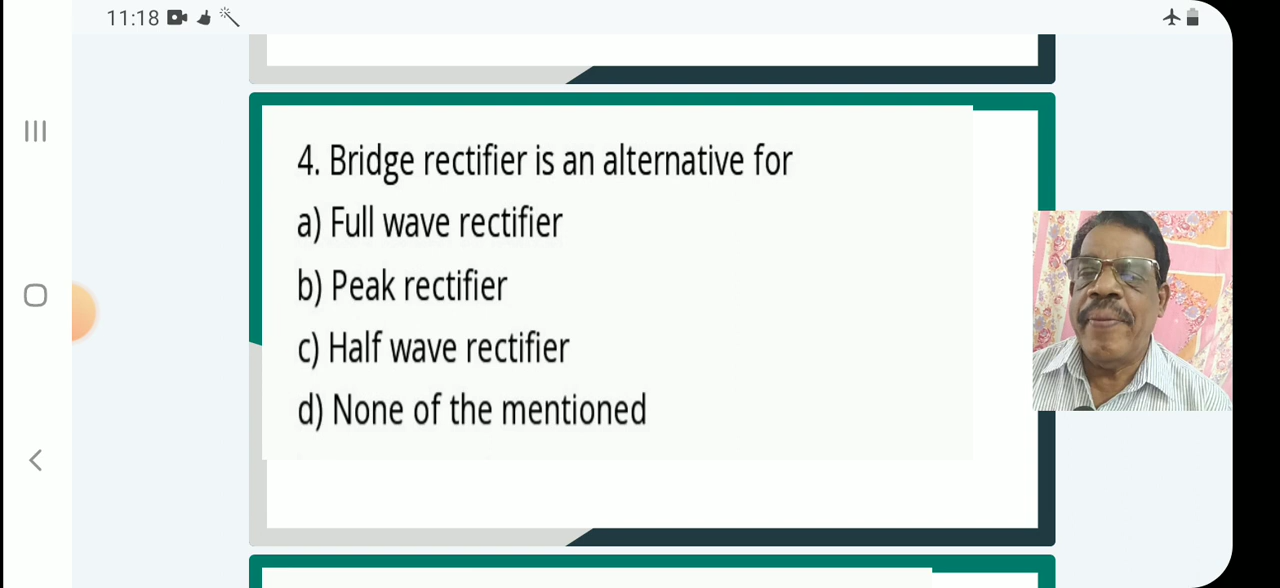 11:18
4. Bridge rectifier is an alternative for
a) Full wave rectifier
b) Peak rectifier
c) Half wave rectifier
d) None of the mentioned